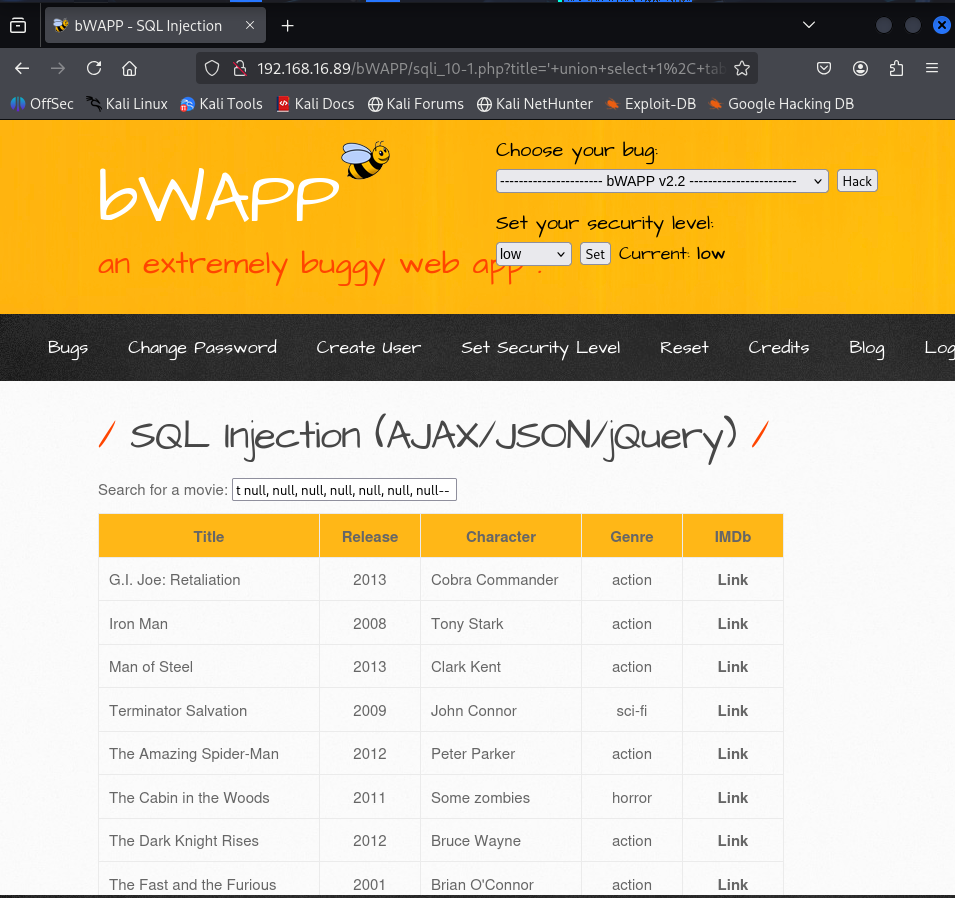 bWAPP - SQL Injection
192.168.16.89/bWAPP/sqli_10-1.php?title='+union+select+1%2C+tab
OffSec Kali Linux Kali Tools Kali Docs Kali Forums Kali NetHunter Exploit-DB Google Hacking DB
Choose your bug:
---------------------- bWAPP v2.2 ----------------------- Hack
bWAPP
Set your security level:
low Set Current: low
an extremely buggy web app !
Bugs Change Password Create User Set Security Level Reset Credits Blog Log
/ SQL Injection (AJAX/JSON/jQuery) /
Search for a movie: t null, null, null, null, null, null, null--
Title Release Character Genre IMDb
G.I. Joe: Retaliation 2013 Cobra Commander action Link
Iron Man 2008 Tony Stark action Link
Man of Steel 2013 Clark Kent action Link
Terminator Salvation 2009 John Connor sci-fi Link
The Amazing Spider-Man 2012 Peter Parker action Link
The Cabin in the Woods 2011 Some zombies horror Link
The Dark Knight Rises 2012 Bruce Wayne action Link
The Fast and the Furious 2001 Brian O'Connor action Link